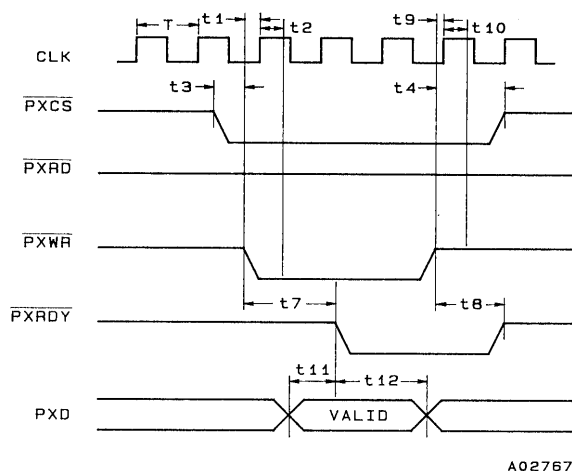 t1 t9
T t2 t10
CLK
t3 t4
PXCS
PXRD
PXWR
t7 t8
PXRDY
t11 t12
PXD VALID
A02767